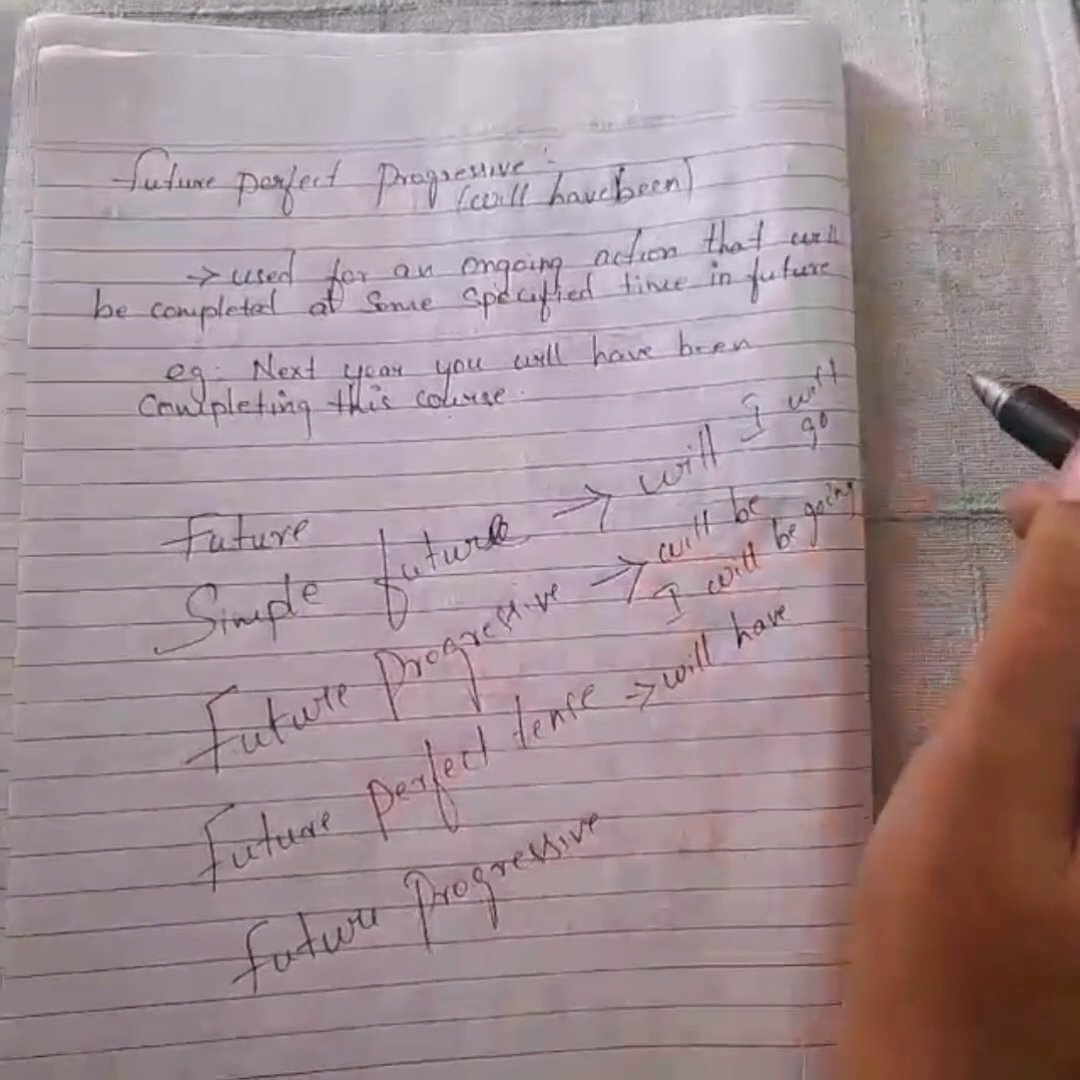 Future perfect Progressive :
(will have been)
→ used for an ongoing action that will
be completed at some specified time in future
eg. Next year you will have been
completing this course.
Future
Simple future → will I will go
Future Progressive → will be
I will be going
Future perfect tense → will have
Future Progressive